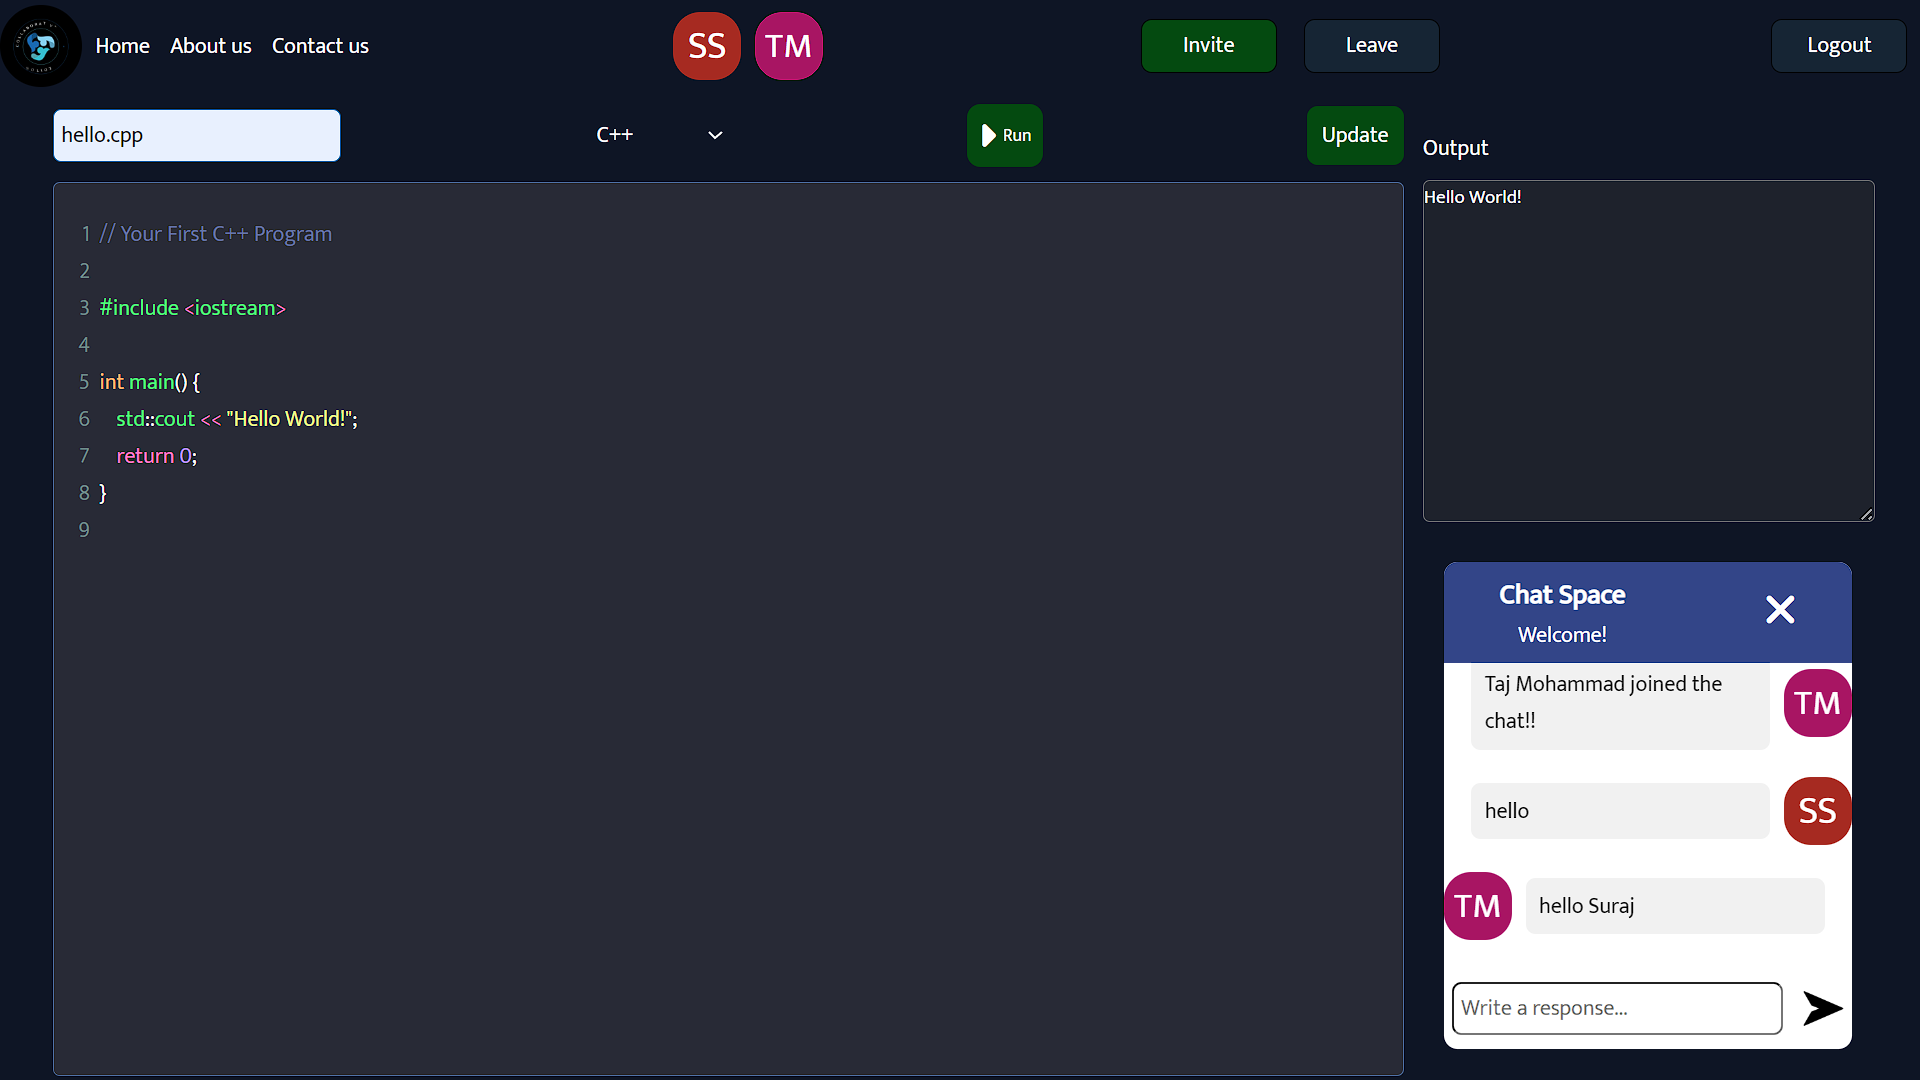 Home About us Contact us SS TM Invite Leave Logout
hello.cpp C++ Run Update
Output
Hello World!
1 // Your First C++ Program
2
3 #include <iostream>
4
5 int main() {
6 std::cout << "Hello World!";
7 return 0;
8 }
9
Chat Space
Welcome!
Taj Mohammad joined the
chat!!
TM
hello
SS
TM
hello Suraj
Write a response...